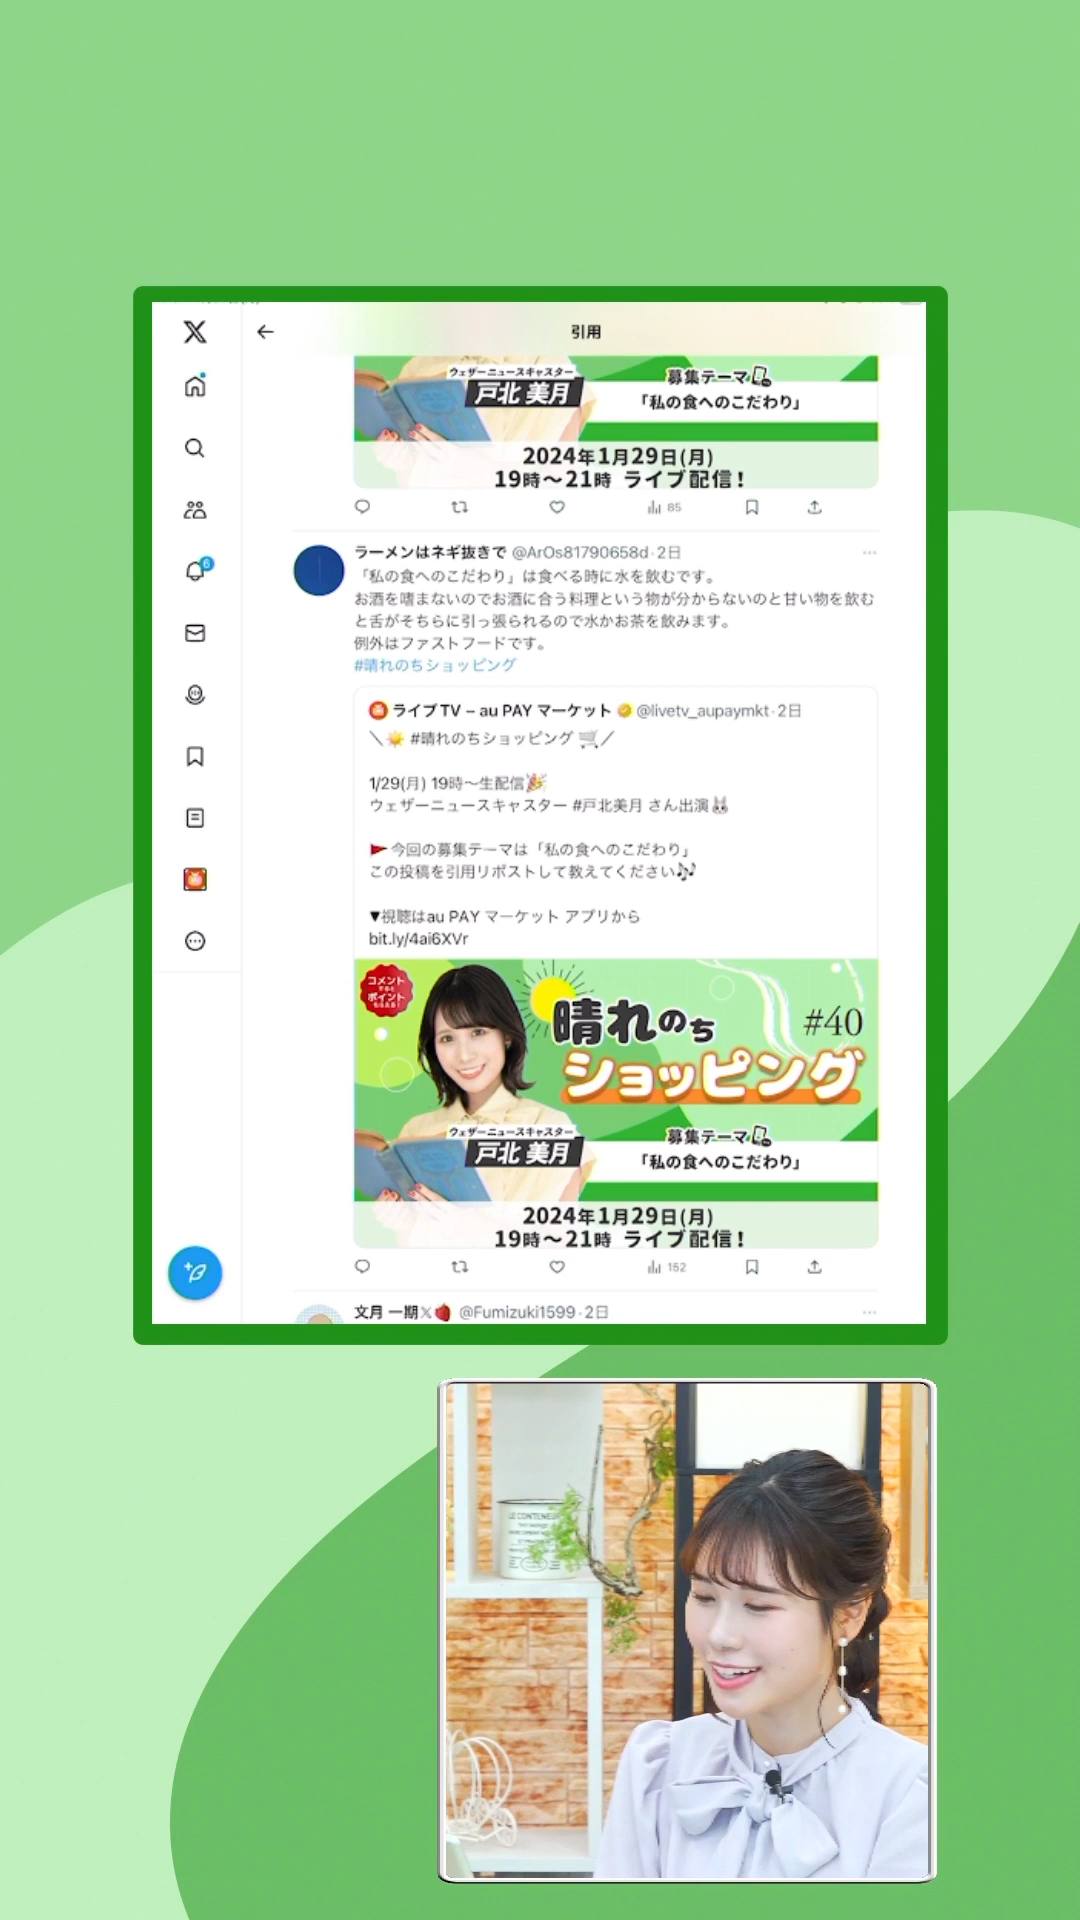 引用
ウェザーニュースキャスター
戸北 美月
募集テーマ
「私の食へのこだわり」
2024年1月29日(月)
19時〜21時 ライブ配信!
85
ラーメンはネギ抜きで @ArOs81790658d·2日
「私の食へのこだわり」は食べる時に水を飲むです。
お酒を嗜まないのでお酒に合う料理という物が分からないのと甘い物を飲む
と舌がそちらに引っ張られるので水かお茶を飲みます。
例外はファストフードです。
#晴れのちショッピング
ライブTV – au PAY マーケット @livetv_aupaymkt·2日
＼☀️ #晴れのちショッピング 🛒／
1/29(月) 19時〜生配信🎉
ウェザーニュースキャスター #戸北美月 さん出演🐰
🚩今回の募集テーマは「私の食へのこだわり」
この投稿を引用リポストして教えてください🎶
▼視聴はau PAY マーケット アプリから
bit.ly/4ai6XVr
コメント
ポイント
晴れのち
#40
ショッピング
ウェザーニュースキャスター
戸北 美月
募集テーマ
「私の食へのこだわり」
2024年1月29日(月)
19時〜21時 ライブ配信!
152
文月 一期𝕏🍓 @Fumizuki1599·2日
6
LE CONTENEUR